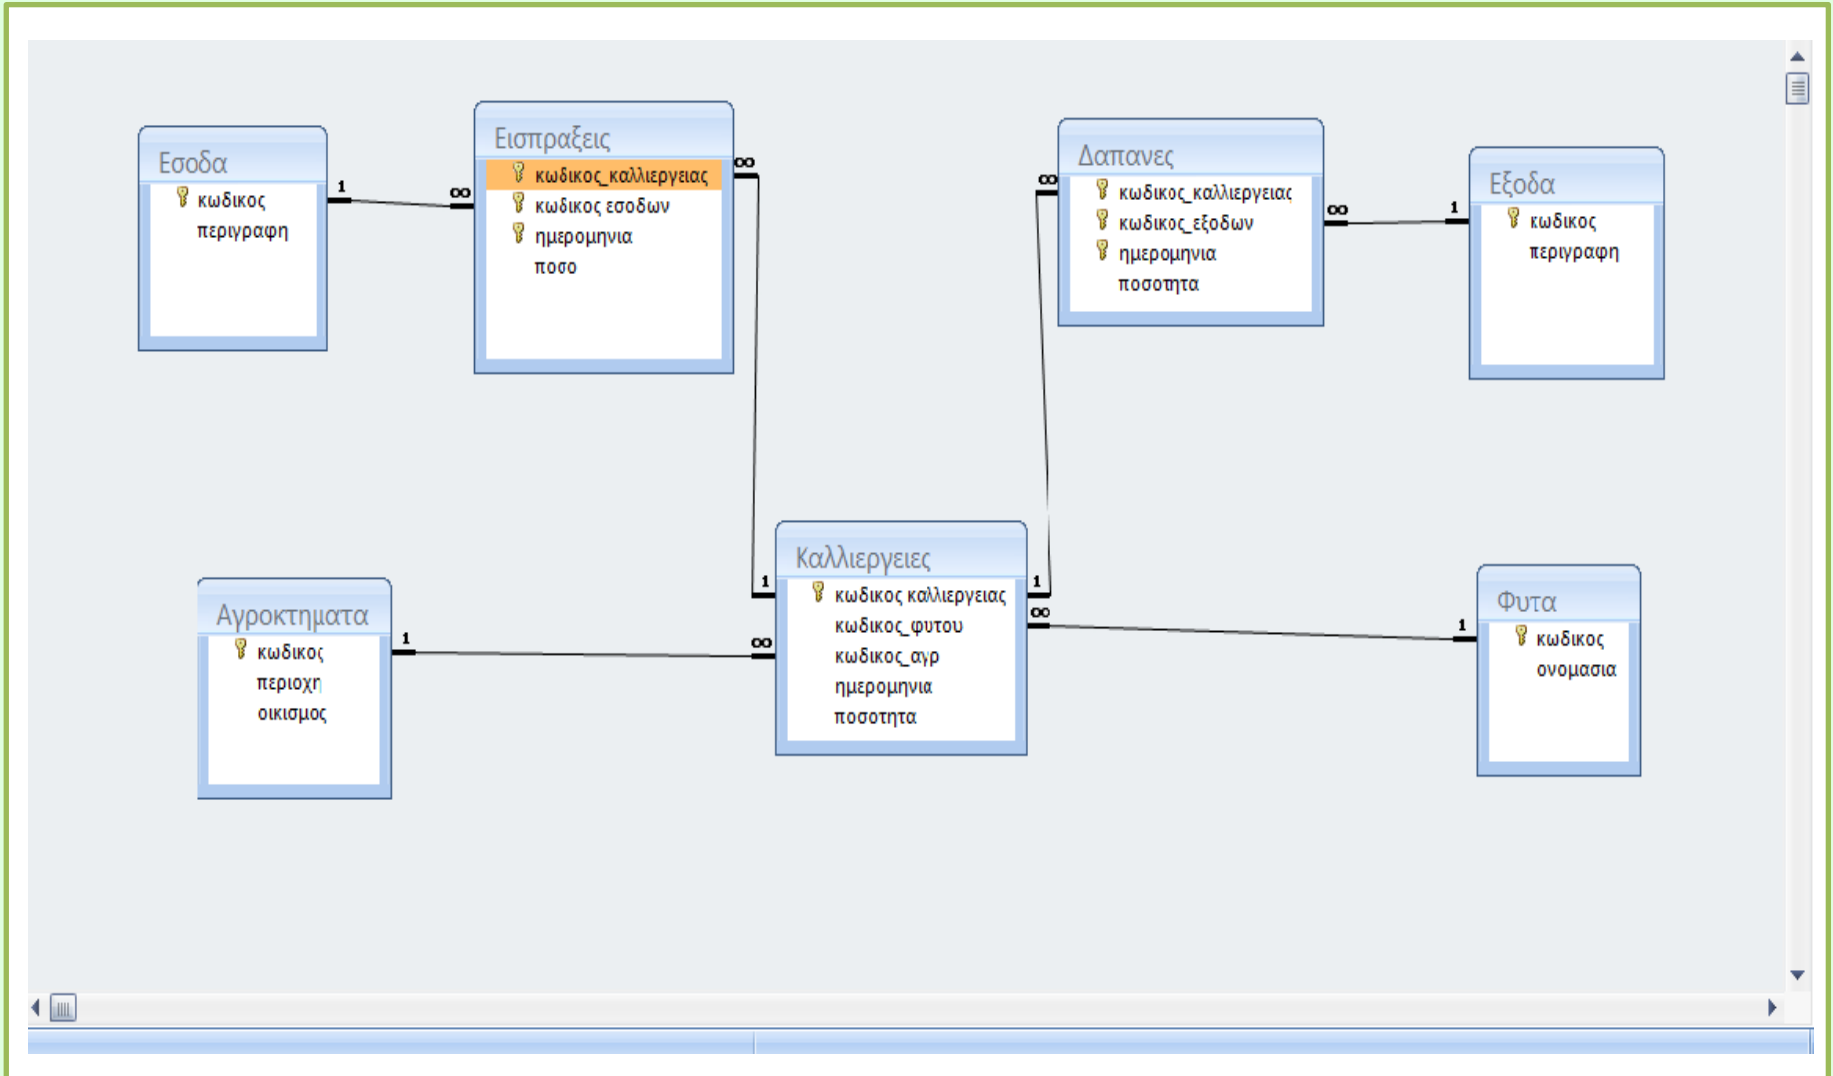 Εσοδα
κωδικος
περιγραφη
1
∞
Εισπραξεις
κωδικος_καλλιεργειας
κωδικος εσοδων
ημερομηνια
ποσο
∞
∞
Δαπανες
κωδικος_καλλιεργειας
κωδικος_εξοδων
ημερομηνια
ποσοτητα
∞
1
Εξοδα
κωδικος
περιγραφη
Αγροκτηματα
κωδικος
περιοχη
οικισμος
1
∞
1
Καλλιεργειες
κωδικος καλλιεργειας
κωδικος_φυτου
κωδικος_αγρ
ημερομηνια
ποσοτητα
1
∞
1
Φυτα
κωδικος
ονομασια